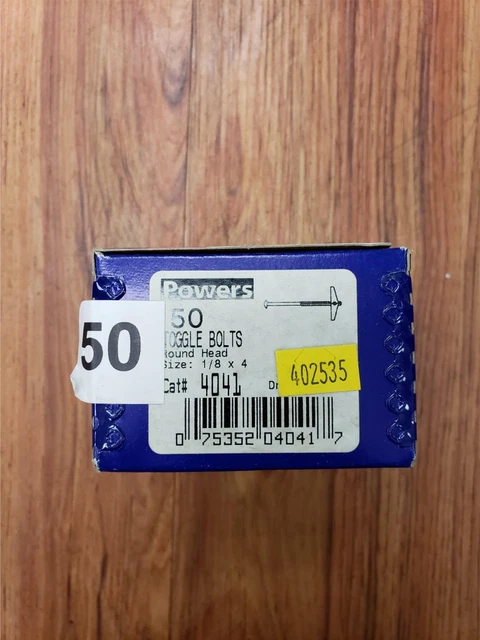 Powers
50
50
TOGGLE BOLTS
Round Head
Size: 1/8 x 4
Cat# 4041
402535
0 75352 04041 7